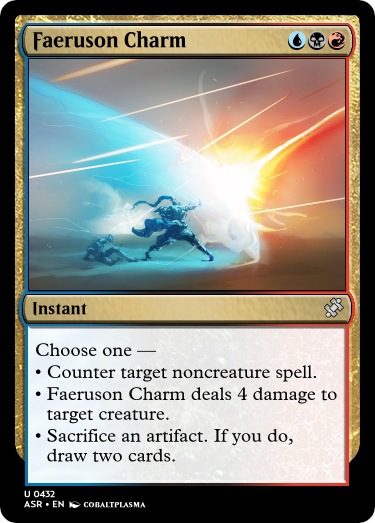 Faeruson Charm
Instant
Choose one —
• Counter target noncreature spell.
• Faeruson Charm deals 4 damage to
target creature.
• Sacrifice an artifact. If you do,
draw two cards.
U 0432
ASR • EN COBALTPLASMA